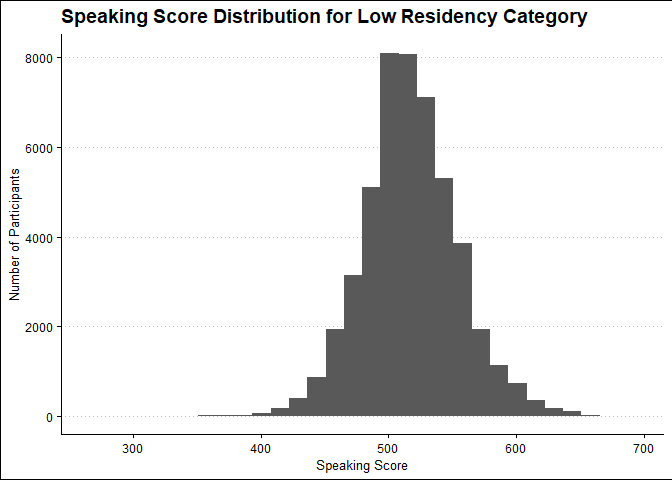 Speaking Score Distribution for Low Residency Category
Number of Participants
8000
6000
4000
2000
0
300 400 500 600 700
Speaking Score